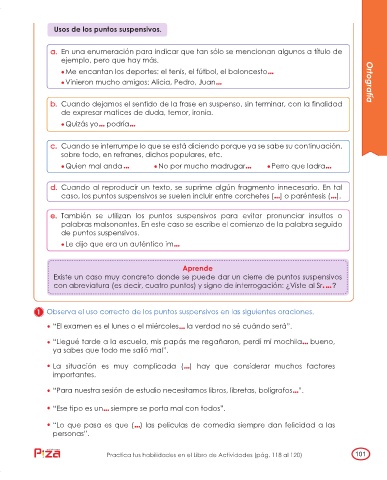 Usos de los puntos suspensivos.
a. En una enumeración para indicar que tan sólo se mencionan algunos a título de
ejemplo, pero que hay más.
• Me encantan los deportes: el tenis, el fútbol, el baloncesto...
• Vinieron mucho amigos: Alicia, Pedro, Juan...
Ortografía
b. Cuando dejamos el sentido de la frase en suspenso, sin terminar, con la finalidad
de expresar matices de duda, temor, ironía.
• Quizás yo... podría...
c. Cuando se interrumpe lo que se está diciendo porque ya se sabe su continuación,
sobre todo, en refranes, dichos populares, etc.
• Quien mal anda... • No por mucho madrugar... • Perro que ladra...
d. Cuando al reproducir un texto, se suprime algún fragmento innecesario. En tal
caso, los puntos suspensivos se suelen incluir entre corchetes [...] o paréntesis (...).
e. También se utilizan los puntos suspensivos para evitar pronunciar insultos o
palabras malsonantes. En este caso se escribe el comienzo de la palabra seguido
de puntos suspensivos.
• Le dijo que era un auténtico im...
Aprende
Existe un caso muy concreto donde se puede dar un cierre de puntos suspensivos
con abreviatura (es decir, cuatro puntos) y signo de interrogación: ¿Viste al Sr....?
1 Observa el uso correcto de los puntos suspensivos en las siguientes oraciones.
• "El examen es el lunes o el miércoles... la verdad no sé cuándo será".
• "Llegué tarde a la escuela, mis papás me regañaron, perdí mi mochila... bueno,
ya sabes que todo me salió mal".
• La situación es muy complicada (...) hay que considerar muchos factores
importantes.
• "Para nuestra sesión de estudio necesitamos libros, libretas, bolígrafos...".
• "Ese tipo es un... siempre se porta mal con todos".
• "Lo que pasa es que (...) las películas de comedia siempre dan felicidad a las
personas".
Pizza
Practica tus habilidades en el Libro de Actividades (pág. 118 al 120)
101